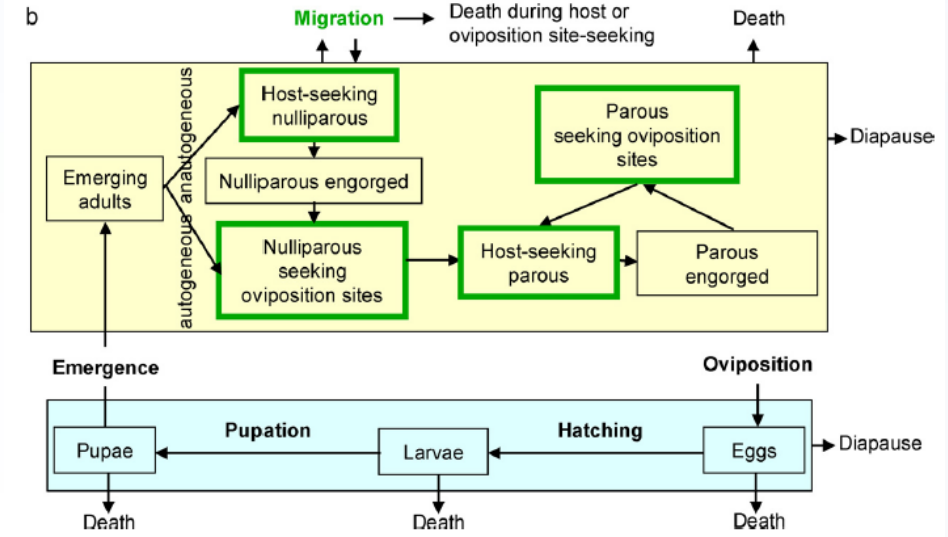 b
Migration
Death during host or
oviposition site-seeking
Death
anautogeneous
autogeneous
Host-seeking
nulliparous
Parous
seeking oviposition
sites
Diapause
Emerging
adults
Nulliparous engorged
Nulliparous
seeking
oviposition sites
Host-seeking
parous
Parous
engorged
Emergence
Oviposition
Pupae
Pupation
Larvae
Hatching
Eggs
Diapause
Death
Death
Death